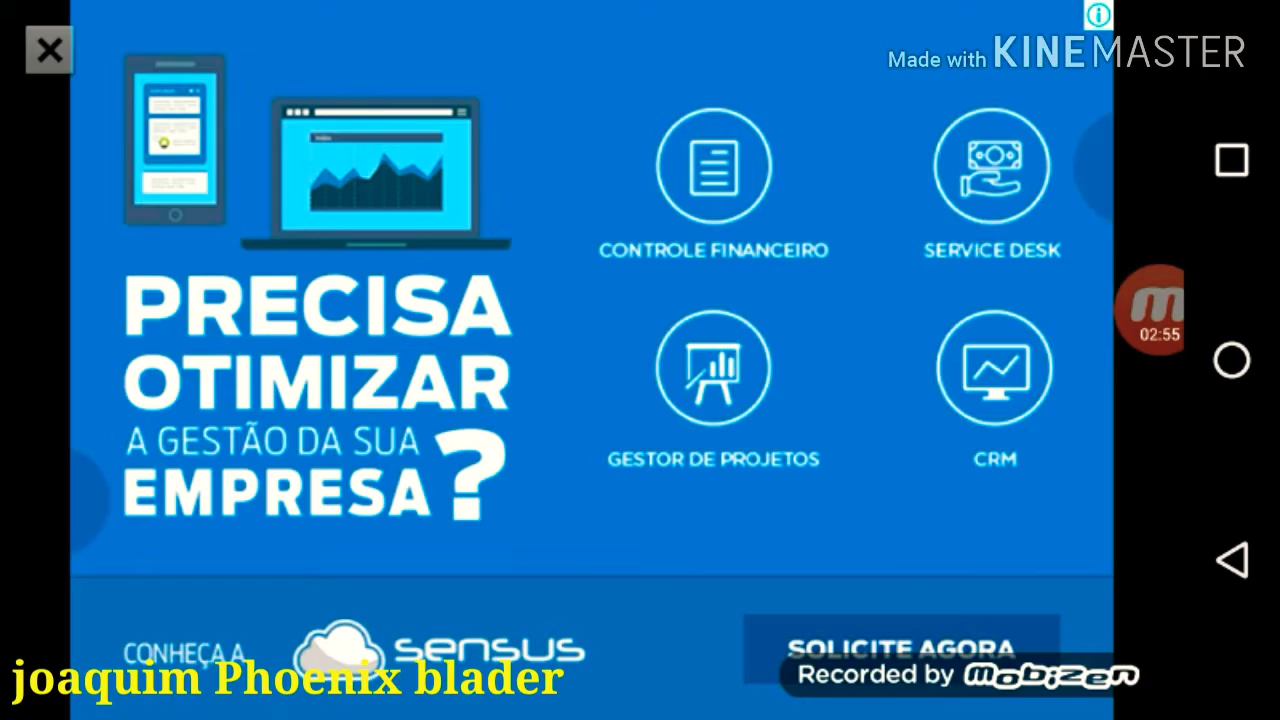 Made with KINEMASTER
PRECISA
OTIMIZAR
A GESTÃO DA SUA
EMPRESA?
CONTROLE FINANCEIRO
SERVICE DESK
GESTOR DE PROJETOS
CRM
02:55
CONHEÇA A
sensus
SOLICITE AGORA
joaquim Phoenix blader
Recorded by mobizen